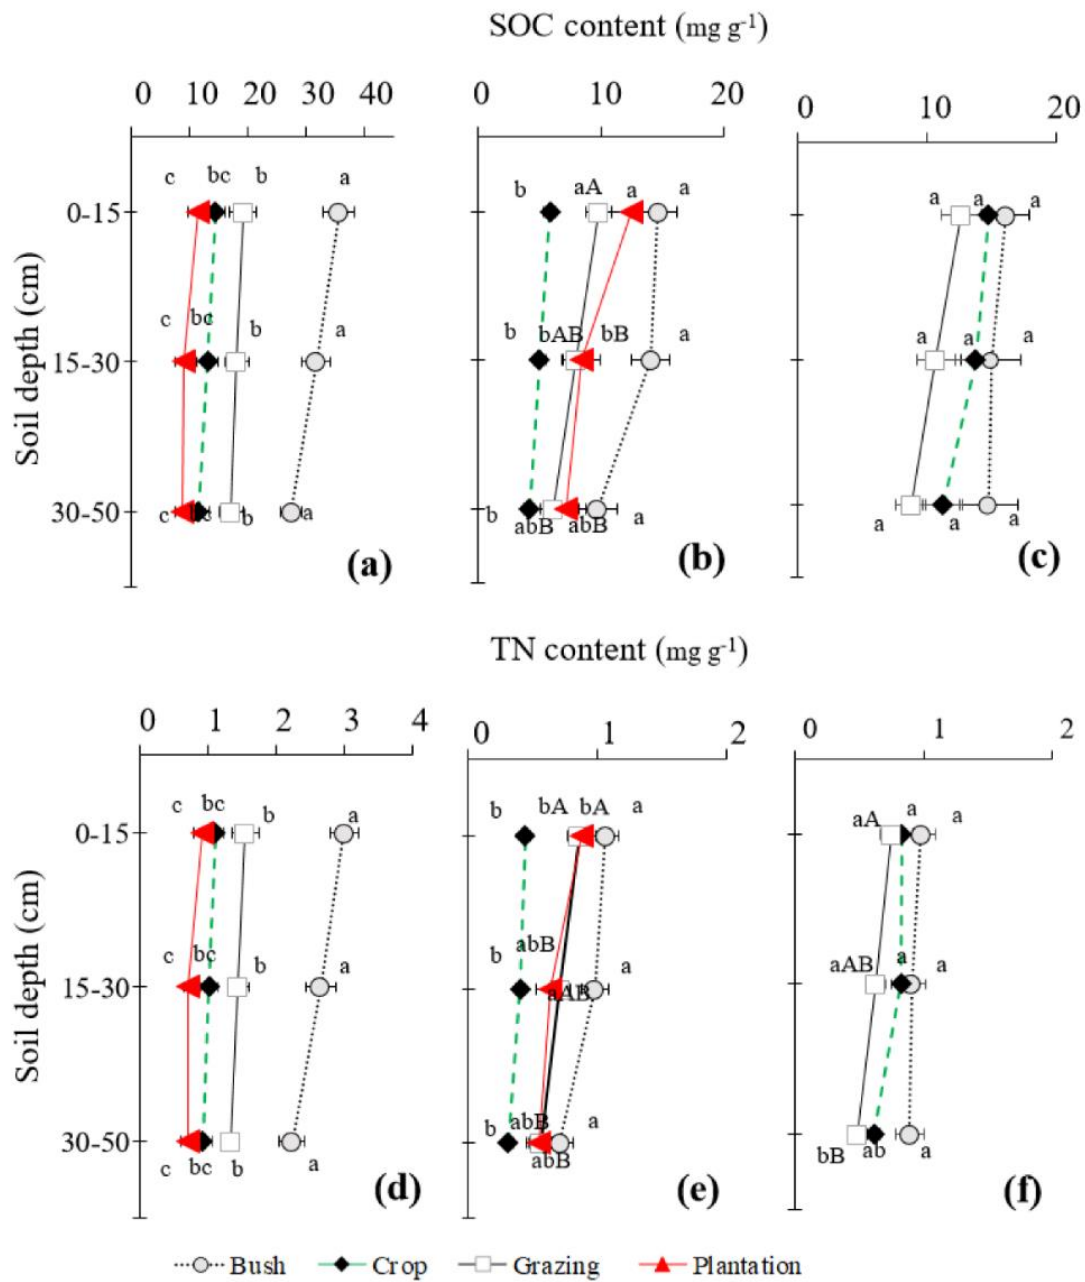 SOC content (mg g-1)
0 10 20 30 40
0 10 20
0 10 20
c bc b a
b aA a a
a a a
0-15
c bc b a
b bAB bB a
a a a
15-30
30-50
c c b a
b abB abB a
a a a
Soil depth (cm)
(a) (b) (c)
TN content (mg g-1)
0 1 2 3 4
0 1 2
0 1 2
c bc b a
b bA bA a
aA a a
0-15
c bc b a
b abB aAB a
aAB a a
15-30
30-50
c bc b a
b abB abB a
bB ab a
Soil depth (cm)
(d) (e) (f)
Bush Crop Grazing Plantation